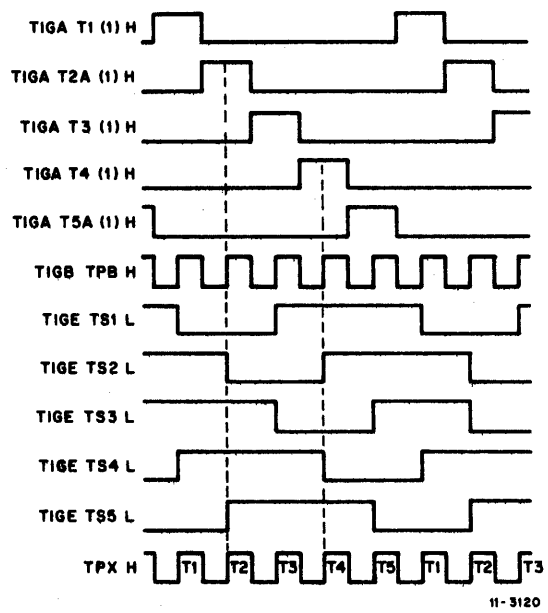 TIGA T1 (1) H
TIGA T2A (1) H
TIGA T3 (1) H
TIGA T4 (1) H
TIGA T5A (1) H
TIGB TPB H
TIGE TS1 L
TIGE TS2 L
TIGE TS3 L
TIGE TS4 L
TIGE TS5 L
TPX H T1 T2 T3 T4 T5 T1 T2 T3
11-3120